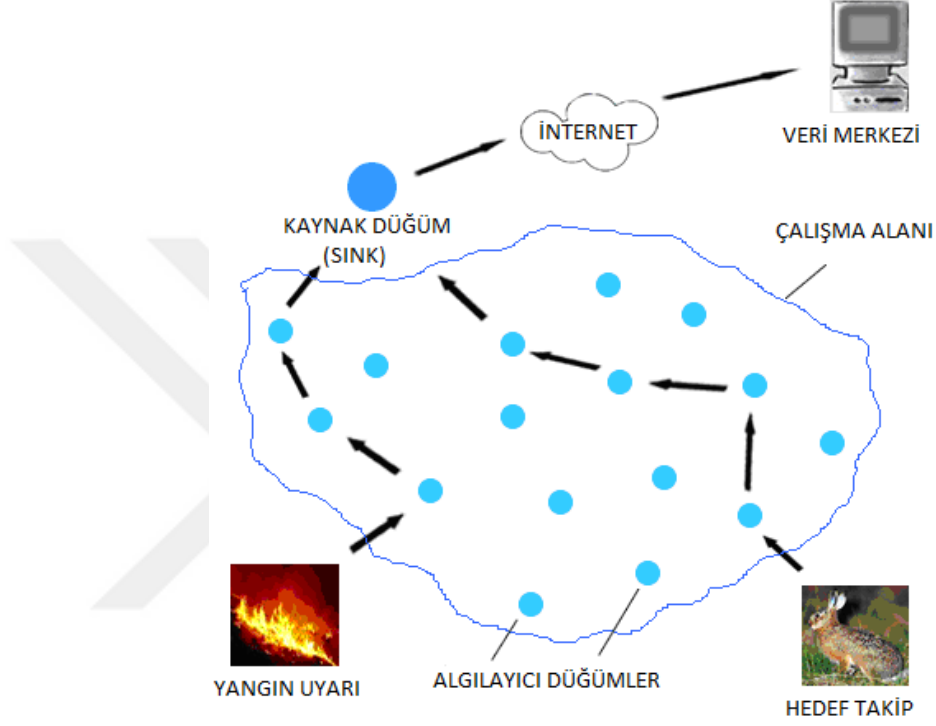 İNTERNET
VERİ MERKEZİ
KAYNAK DÜĞÜM
(SINK)
ÇALIŞMA ALANI
YANGIN UYARI
ALGILAYICI DÜĞÜMLER
HEDEF TAKİP